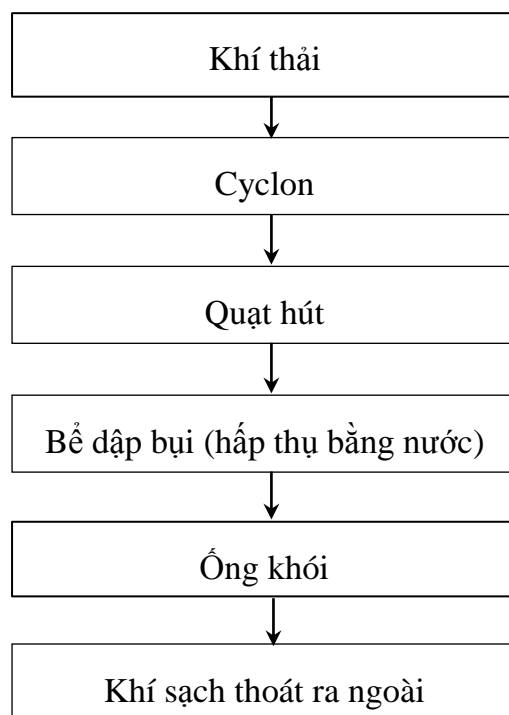 Khí thải
Cyclon
Quạt hút
Bể dập bụi (hấp thụ bằng nước)
Ống khói
Khí sạch thoát ra ngoài